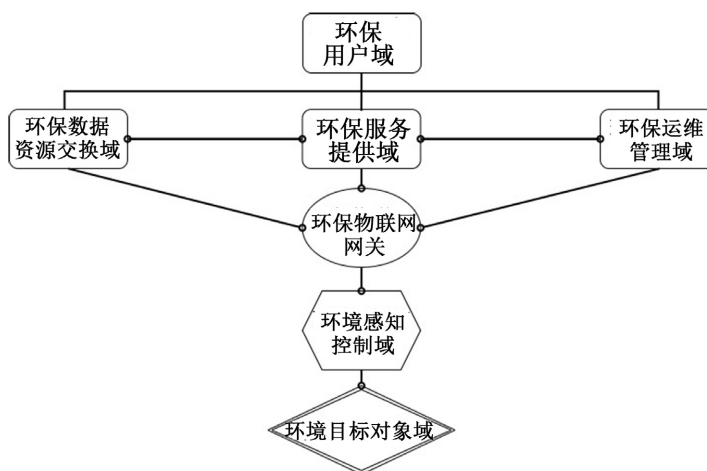 环保
用户域
环保数据
资源交换域
环保服务
提供域
环保运维
管理域
环保物联网
网关
环境感知
控制域
环境目标对象域